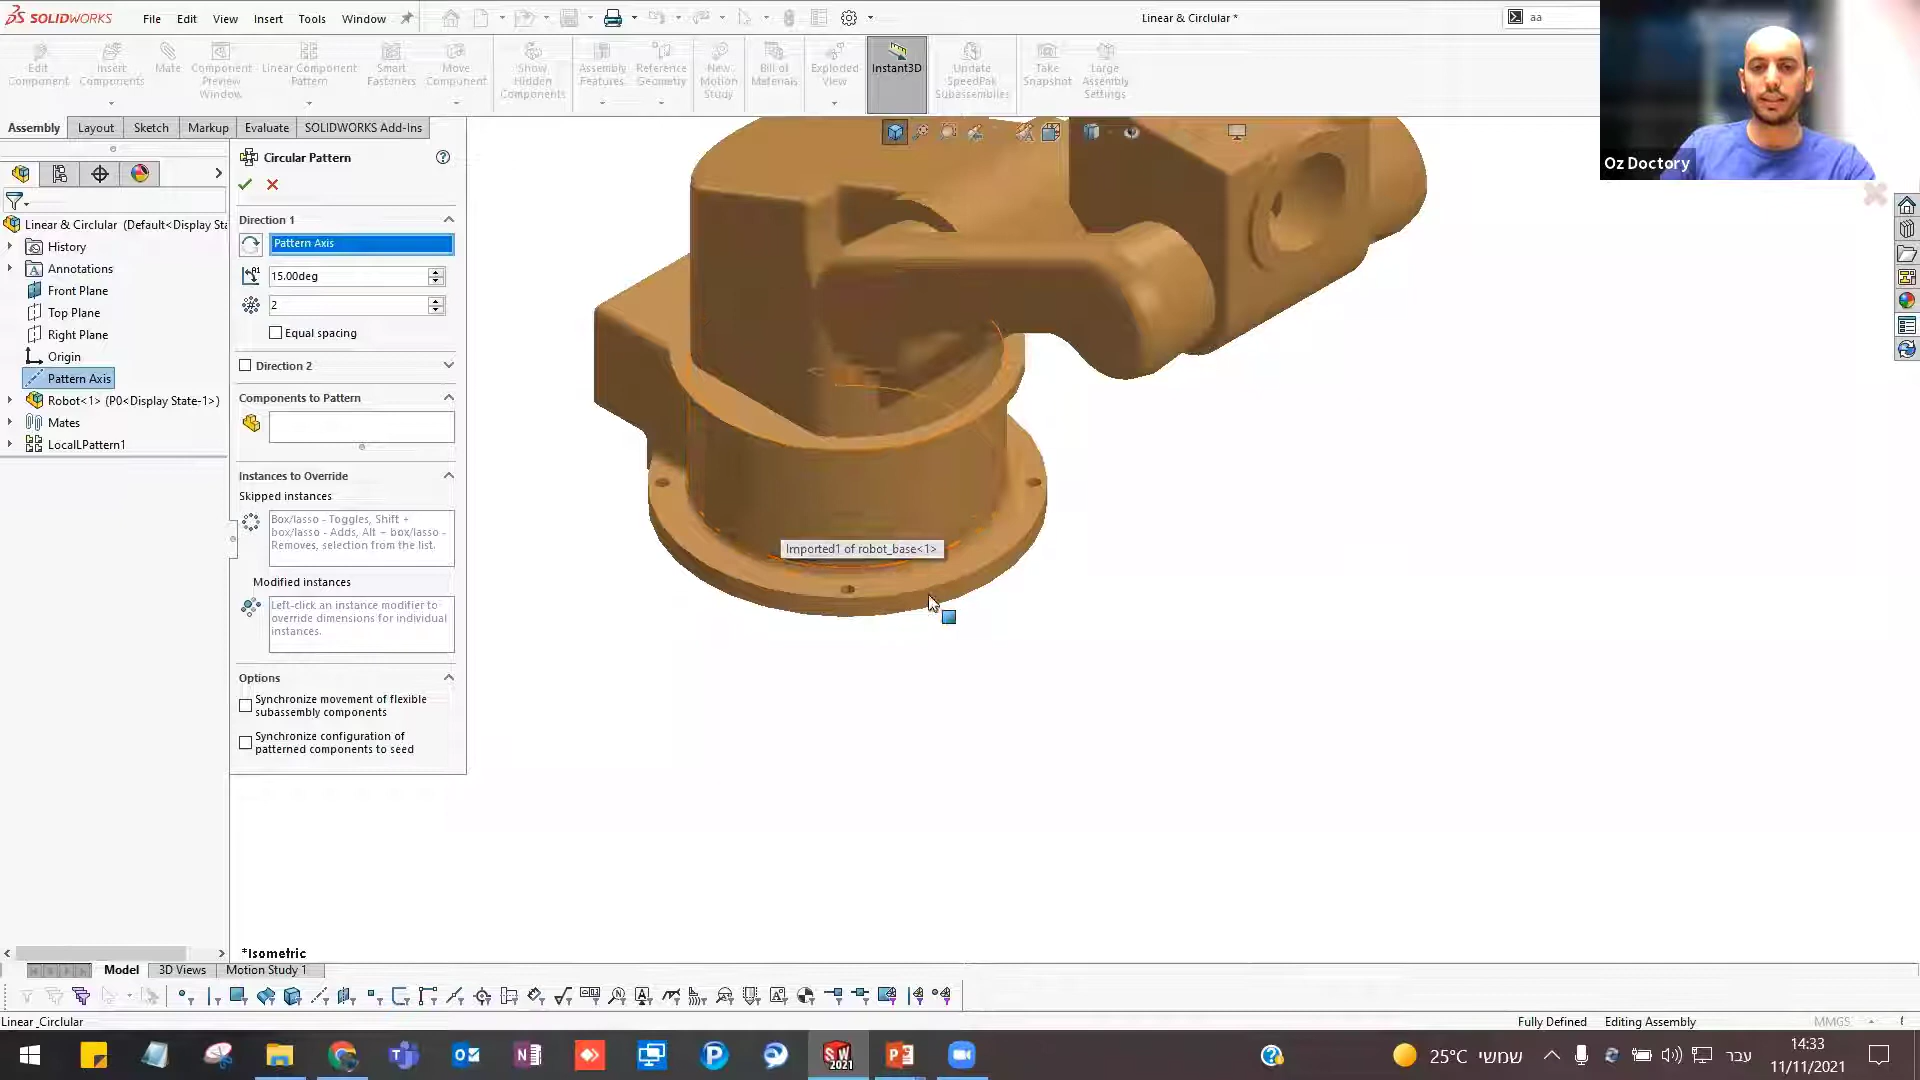 SOLIDWORKS
File Edit View Insert Tools Window
Linear & Circlular *
aa
Edit Component
Insert Components
Mate
Component Preview Window
Linear Component Pattern
Smart Fasteners
Move Component
Show Hidden Components
Assembly Features
Reference Geometry
New Motion Study
Bill of Materials
Exploded View
Instant3D
Update SpeedPak Subassemblies
Take Snapshot
Large Assembly Settings
Assembly Layout Sketch Markup Evaluate SOLIDWORKS Add-Ins
Oz Doctory
Linear & Circlular (Default<Display Sta
History
Annotations
Front Plane
Top Plane
Right Plane
Origin
Pattern Axis
Robot<1> (P0<Display State-1>)
Mates
LocalLPattern1
Circular Pattern
Direction 1
Pattern Axis
15.00deg
2
Equal spacing
Direction 2
Components to Pattern
Instances to Override
Skipped instances
Box/lasso - Toggles, Shift +
box/lasso - Adds, Alt + box/lasso -
Removes, selection from the list.
Modified instances
Left-click an instance modifier to
override dimensions for individual
instances.
Options
Synchronize movement of flexible
subassembly components
Synchronize configuration of
patterned components to seed
Imported1 of robot_base<1>
*Isometric
Model 3D Views Motion Study 1
Linear_Circlular
Fully Defined Editing Assembly MMGS
SW 2021
25°C שמשי
עבר
14:33
11/11/2021